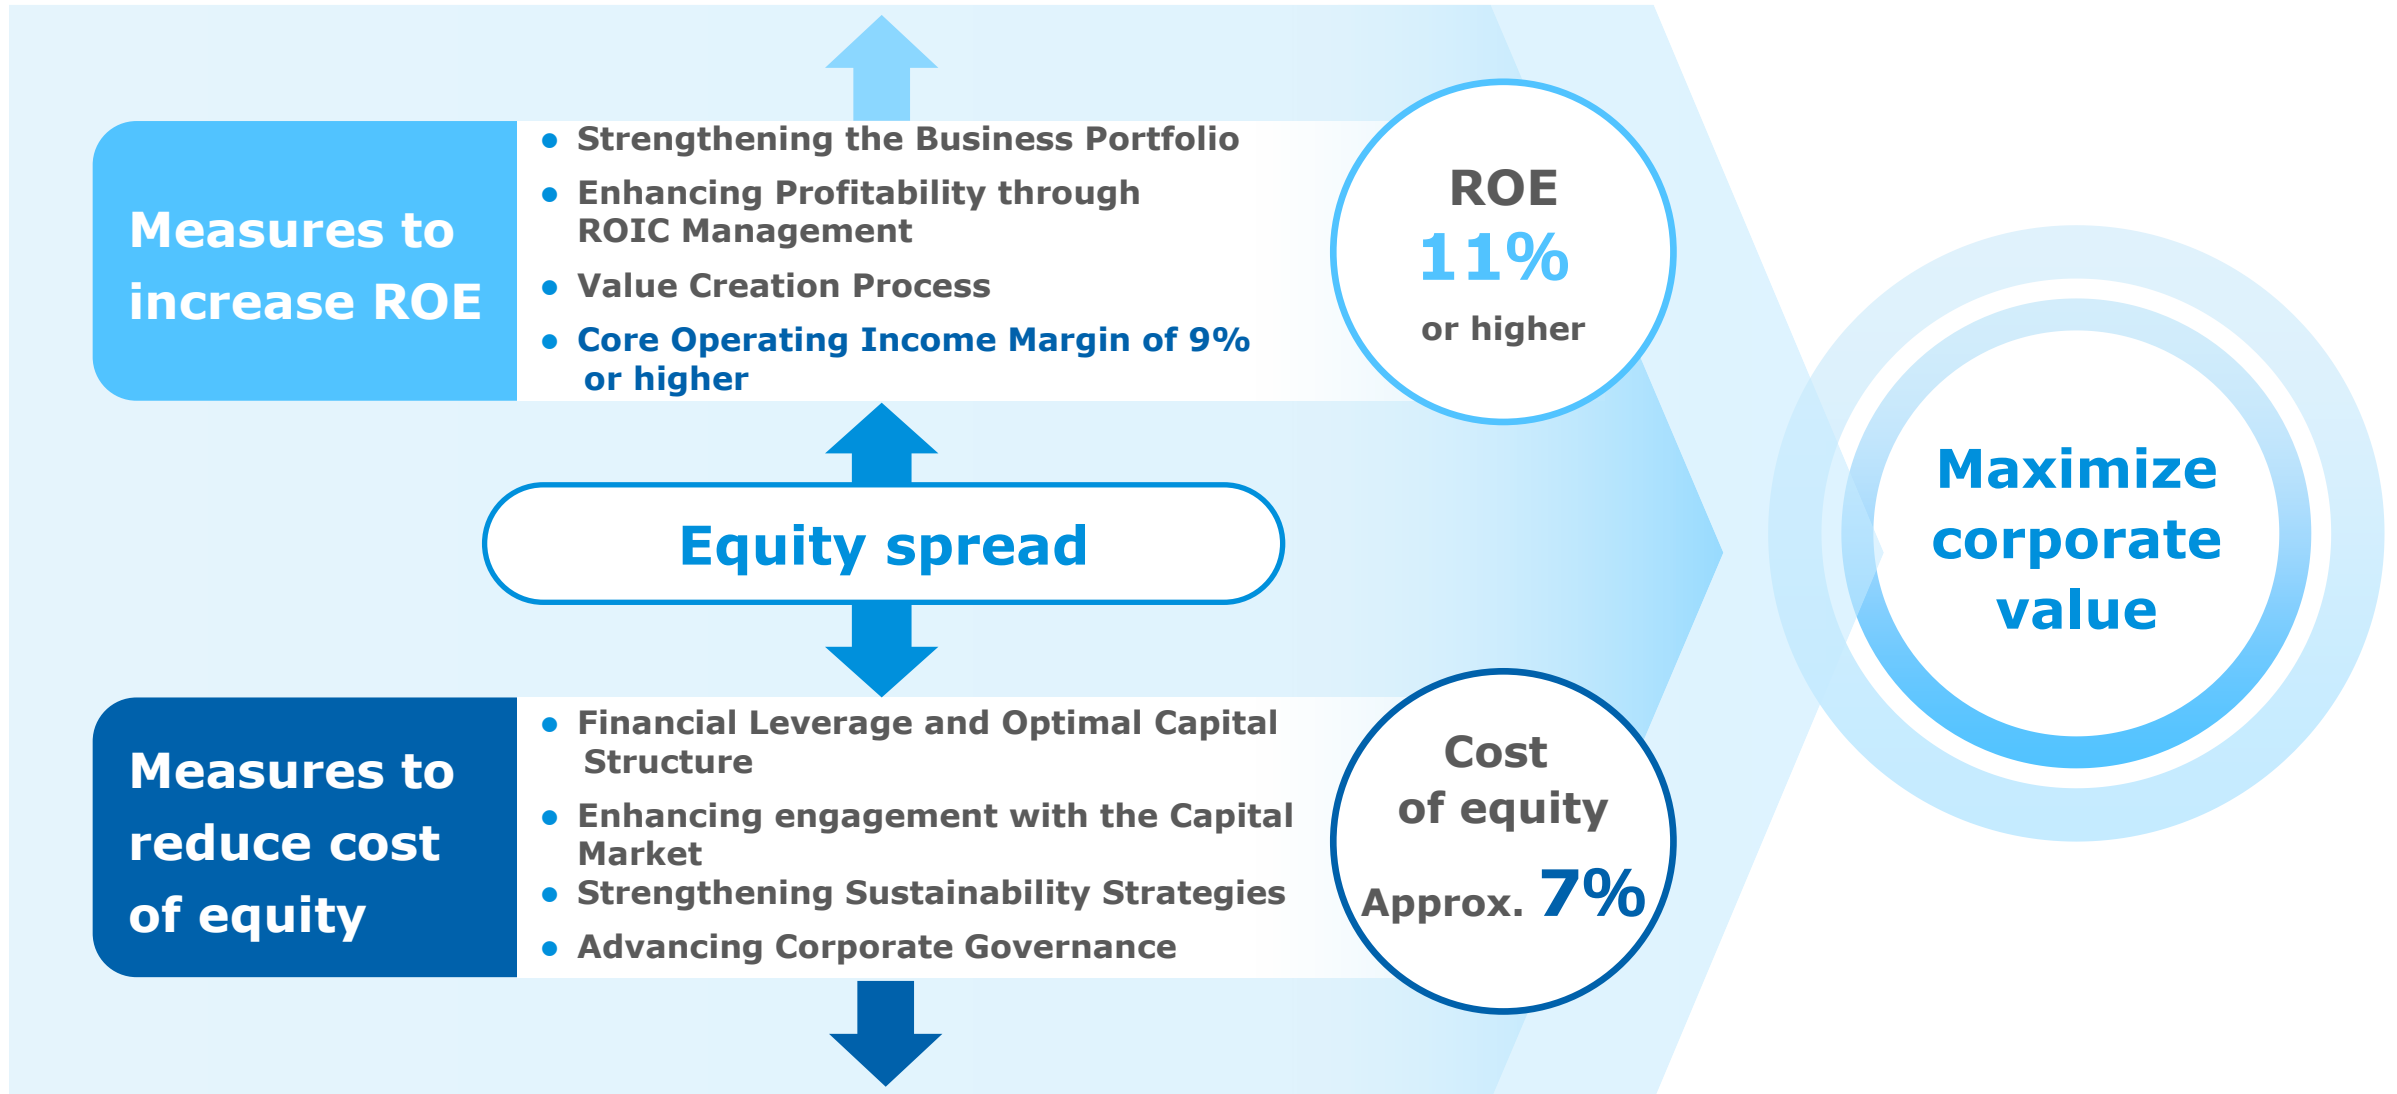 Measures to
increase ROE
● Strengthening the Business Portfolio
● Enhancing Profitability through
ROIC Management
● Value Creation Process
● Core Operating Income Margin of 9%
or higher
ROE
11%
or higher
Equity spread
Measures to
reduce cost
of equity
● Financial Leverage and Optimal Capital
Structure
● Enhancing engagement with the Capital
Market
● Strengthening Sustainability Strategies
● Advancing Corporate Governance
Cost
of equity
Approx. 7%
Maximize
corporate
value